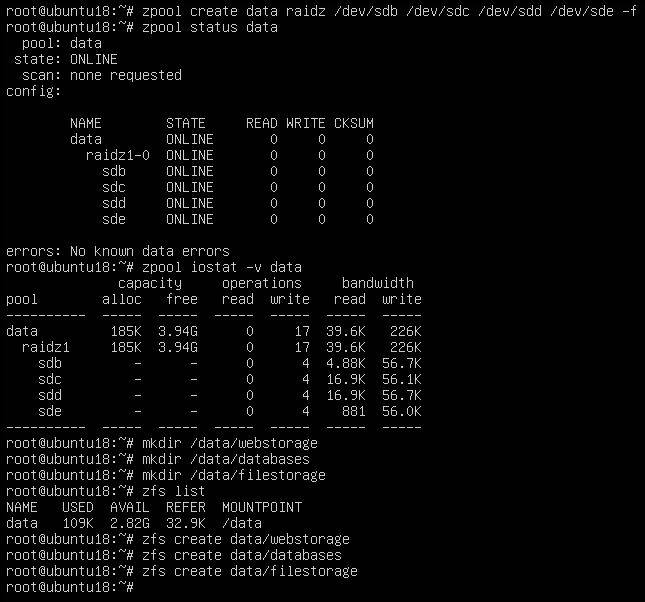 root@ubuntu18:~# zpool create data raidz /dev/sdb /dev/sdc /dev/sdd /dev/sde -f
root@ubuntu18:~# zpool status data
  pool: data
 state: ONLINE
  scan: none requested
config:

        NAME        STATE     READ WRITE CKSUM
        data        ONLINE       0     0     0
          raidz1-0  ONLINE       0     0     0
            sdb     ONLINE       0     0     0
            sdc     ONLINE       0     0     0
            sdd     ONLINE       0     0     0
            sde     ONLINE       0     0     0

errors: No known data errors
root@ubuntu18:~# zpool iostat -v data
              capacity     operations     bandwidth
pool        alloc   free   read  write   read  write
----------  -----  -----  -----  -----  -----  -----
data         185K  3.94G      0     17  39.6K   226K
  raidz1     185K  3.94G      0     17  39.6K   226K
    sdb         -      -      0      4  4.88K  56.7K
    sdc         -      -      0      4  16.9K  56.1K
    sdd         -      -      0      4  16.9K  56.7K
    sde         -      -      0      4    881  56.0K
----------  -----  -----  -----  -----  -----  -----
root@ubuntu18:~# mkdir /data/webstorage
root@ubuntu18:~# mkdir /data/databases
root@ubuntu18:~# mkdir /data/filestorage
root@ubuntu18:~# zfs list
NAME   USED  AVAIL  REFER  MOUNTPOINT
data   109K  2.82G  32.9K  /data
root@ubuntu18:~# zfs create data/webstorage
root@ubuntu18:~# zfs create data/databases
root@ubuntu18:~# zfs create data/filestorage
root@ubuntu18:~#